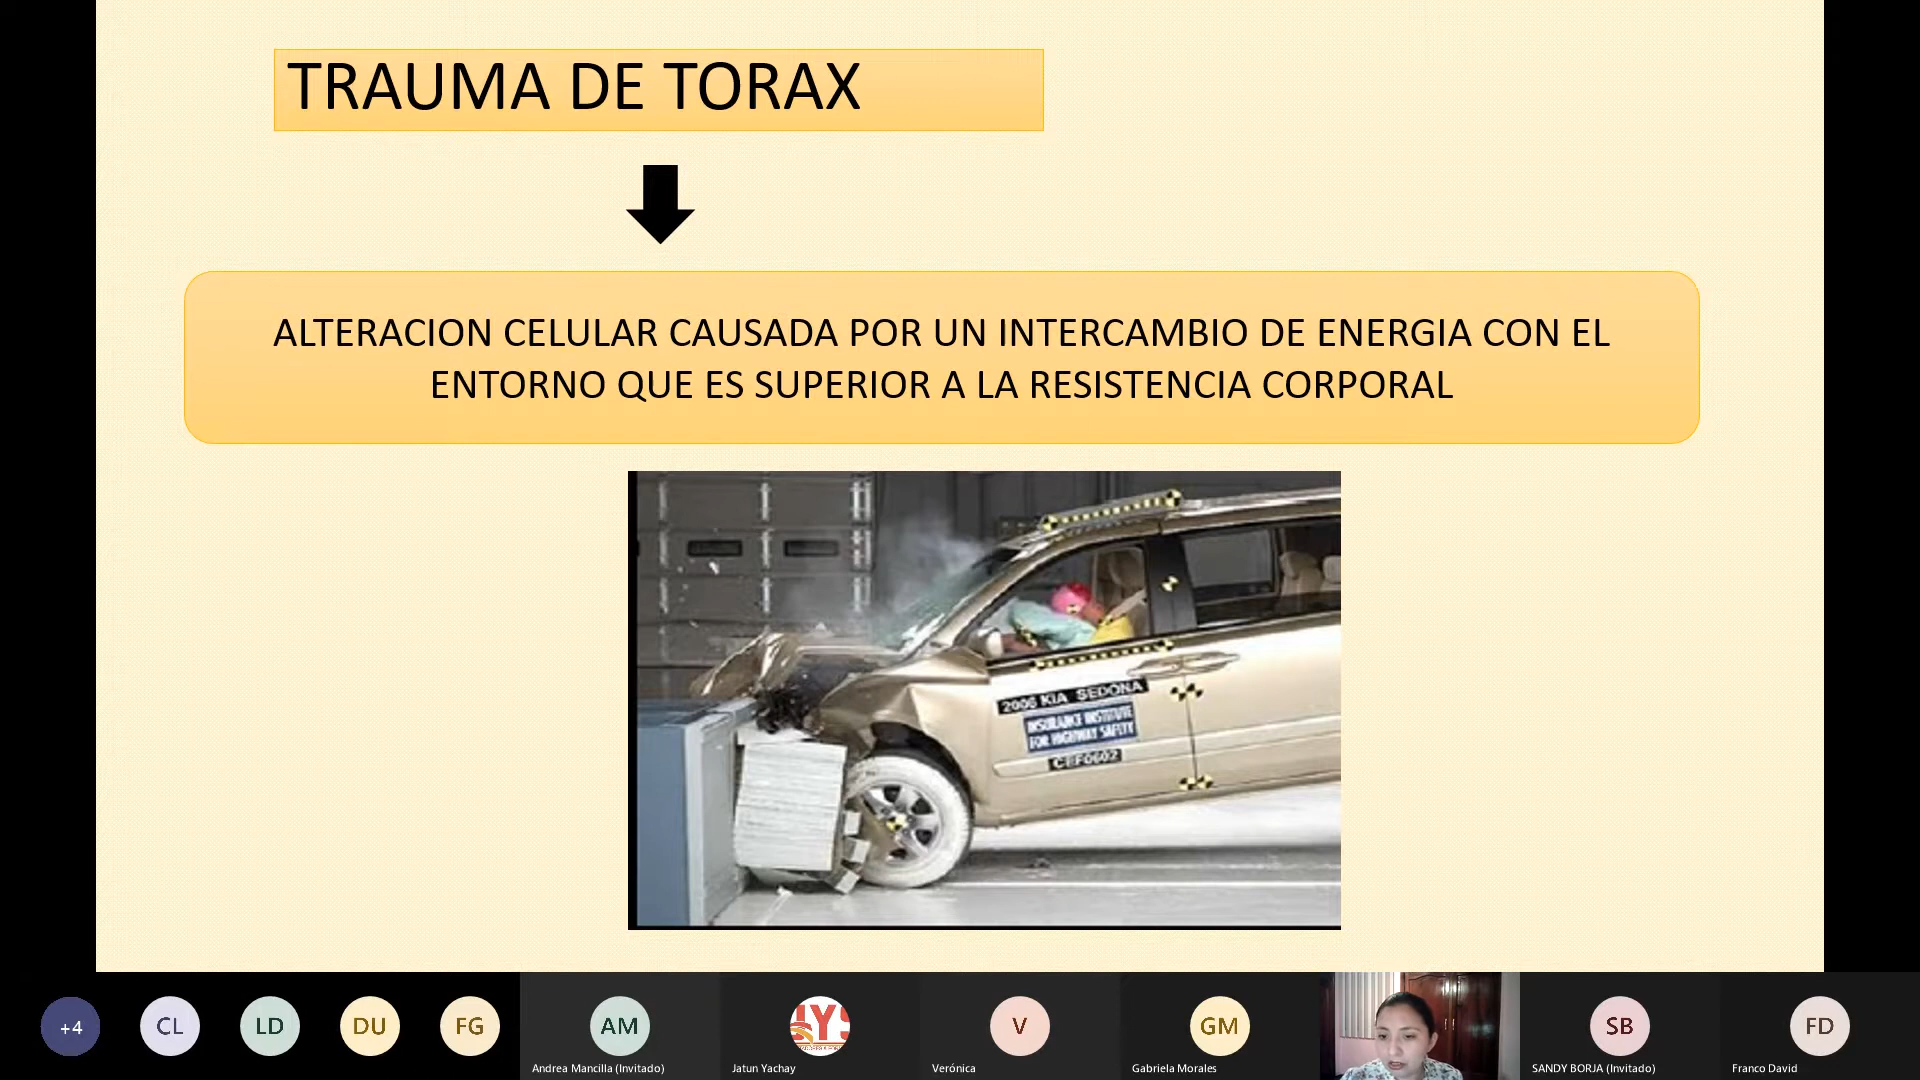 TRAUMA DE TORAX
ALTERACION CELULAR CAUSADA POR UN INTERCAMBIO DE ENERGIA CON EL
ENTORNO QUE ES SUPERIOR A LA RESISTENCIA CORPORAL
2006 KIA SEDONA
INSURANCE INSTITUTE
FOR HIGHWAY SAFETY
CEF0602
+4
CL
LD
DU
FG
AM
V
GM
SB
FD
Andrea Mancilla (Invitado)
Jatun Yachay
Verónica
Gabriela Morales
SANDY BORJA (Invitado)
Franco David